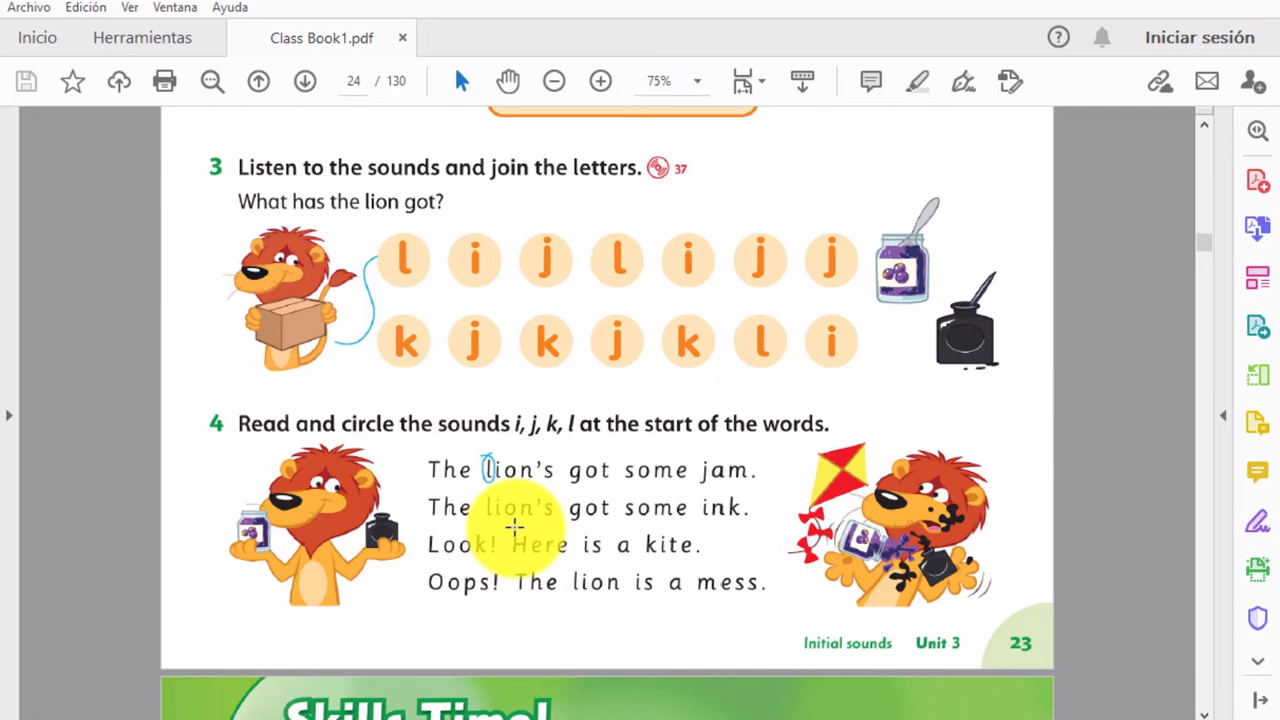 Archivo Edición Ver Ventana Ayuda
Inicio Herramientas Class Book1.pdf × ? Iniciar sesión
24 / 130 75%
3 Listen to the sounds and join the letters. 37
What has the lion got?
l i j l i j j
k j k j k l i
4 Read and circle the sounds i, j, k, l at the start of the words.
The lion's got some jam.
The lion's got some ink.
Look! Here is a kite.
Oops! The lion is a mess.
Initial sounds Unit 3 23
Skills Time!